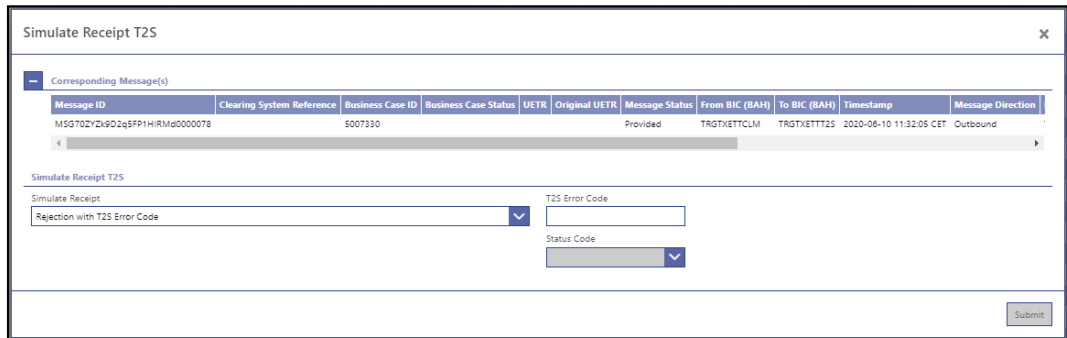 Simulate Receipt T2S
Corresponding Message(s)
Message ID Clearing System Reference Business Case ID Business Case Status UETR Original UETR Message Status From BIC (BAH) To BIC (BAH) Timestamp Message Direction
MSG70ZYZk9D2q5FP1HIRMd0000078 5007330 Provided TRGTXETTCLM TRGTXETTT2S 2020-06-10 11:32:05 CET Outbound
Simulate Receipt T2S
Simulate Receipt T2S Error Code
Rejection with T2S Error Code
Status Code
Submit